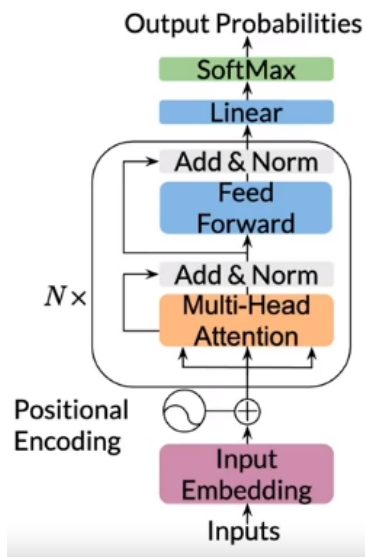 Output Probabilities
SoftMax
Linear
Add & Norm
Feed
Forward
Add & Norm
N×
Multi-Head
Attention
Positional
Encoding
Input
Embedding
Inputs